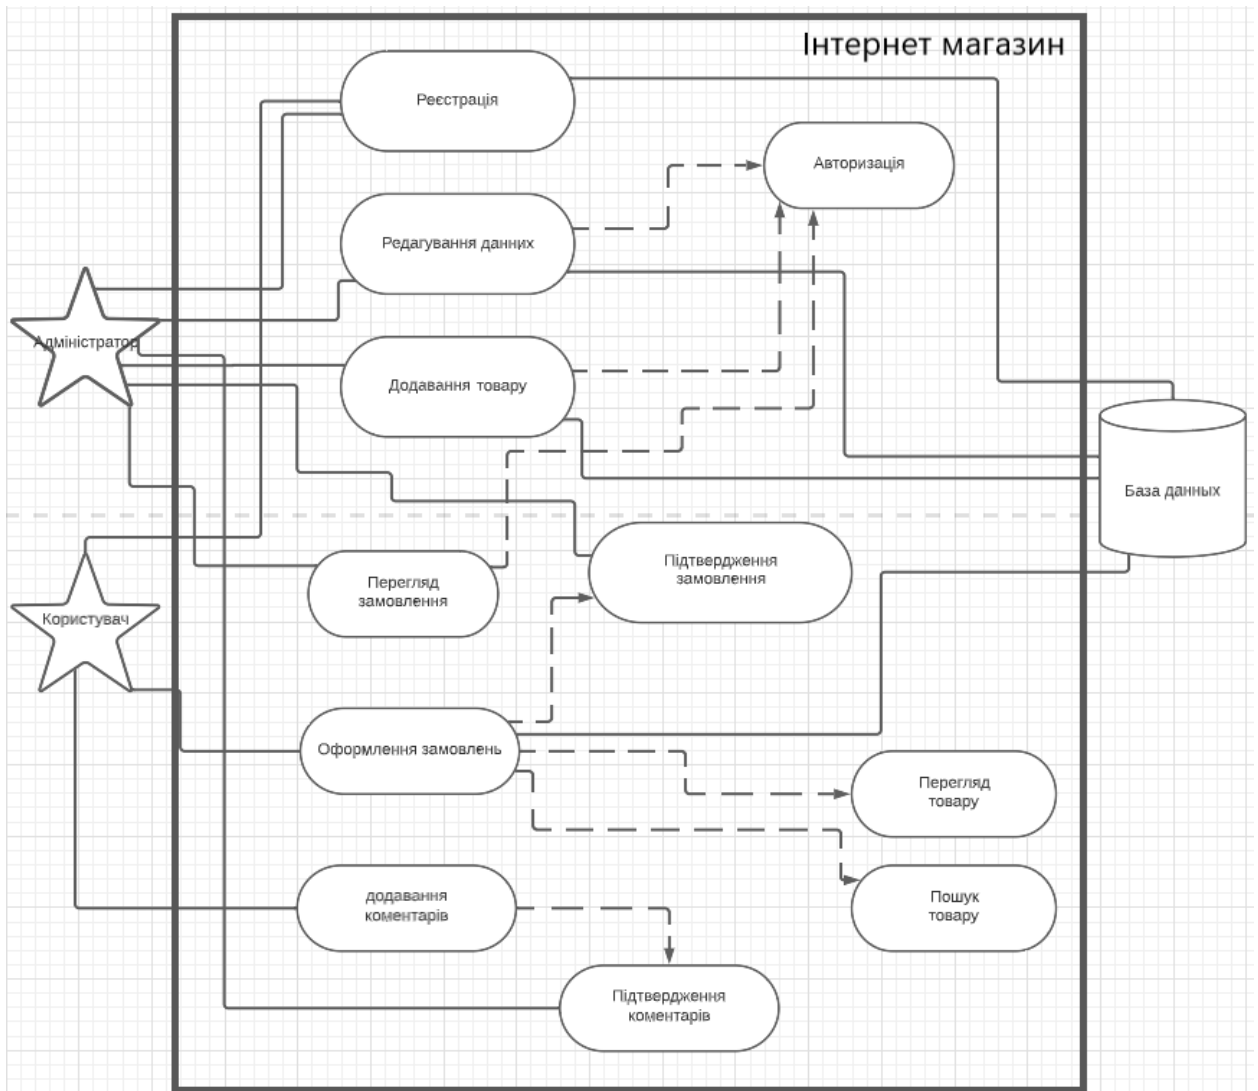 Інтернет магазин
Реєстрація
Авторизація
Редагування данних
Адміністратор
Додавання товару
База данных
Підтвердження
замовлення
Перегляд
замовлення
Користувач
Оформлення замовлень
Перегляд
товару
додавання
коментарів
Пошук
товару
Підтвердження
коментарів